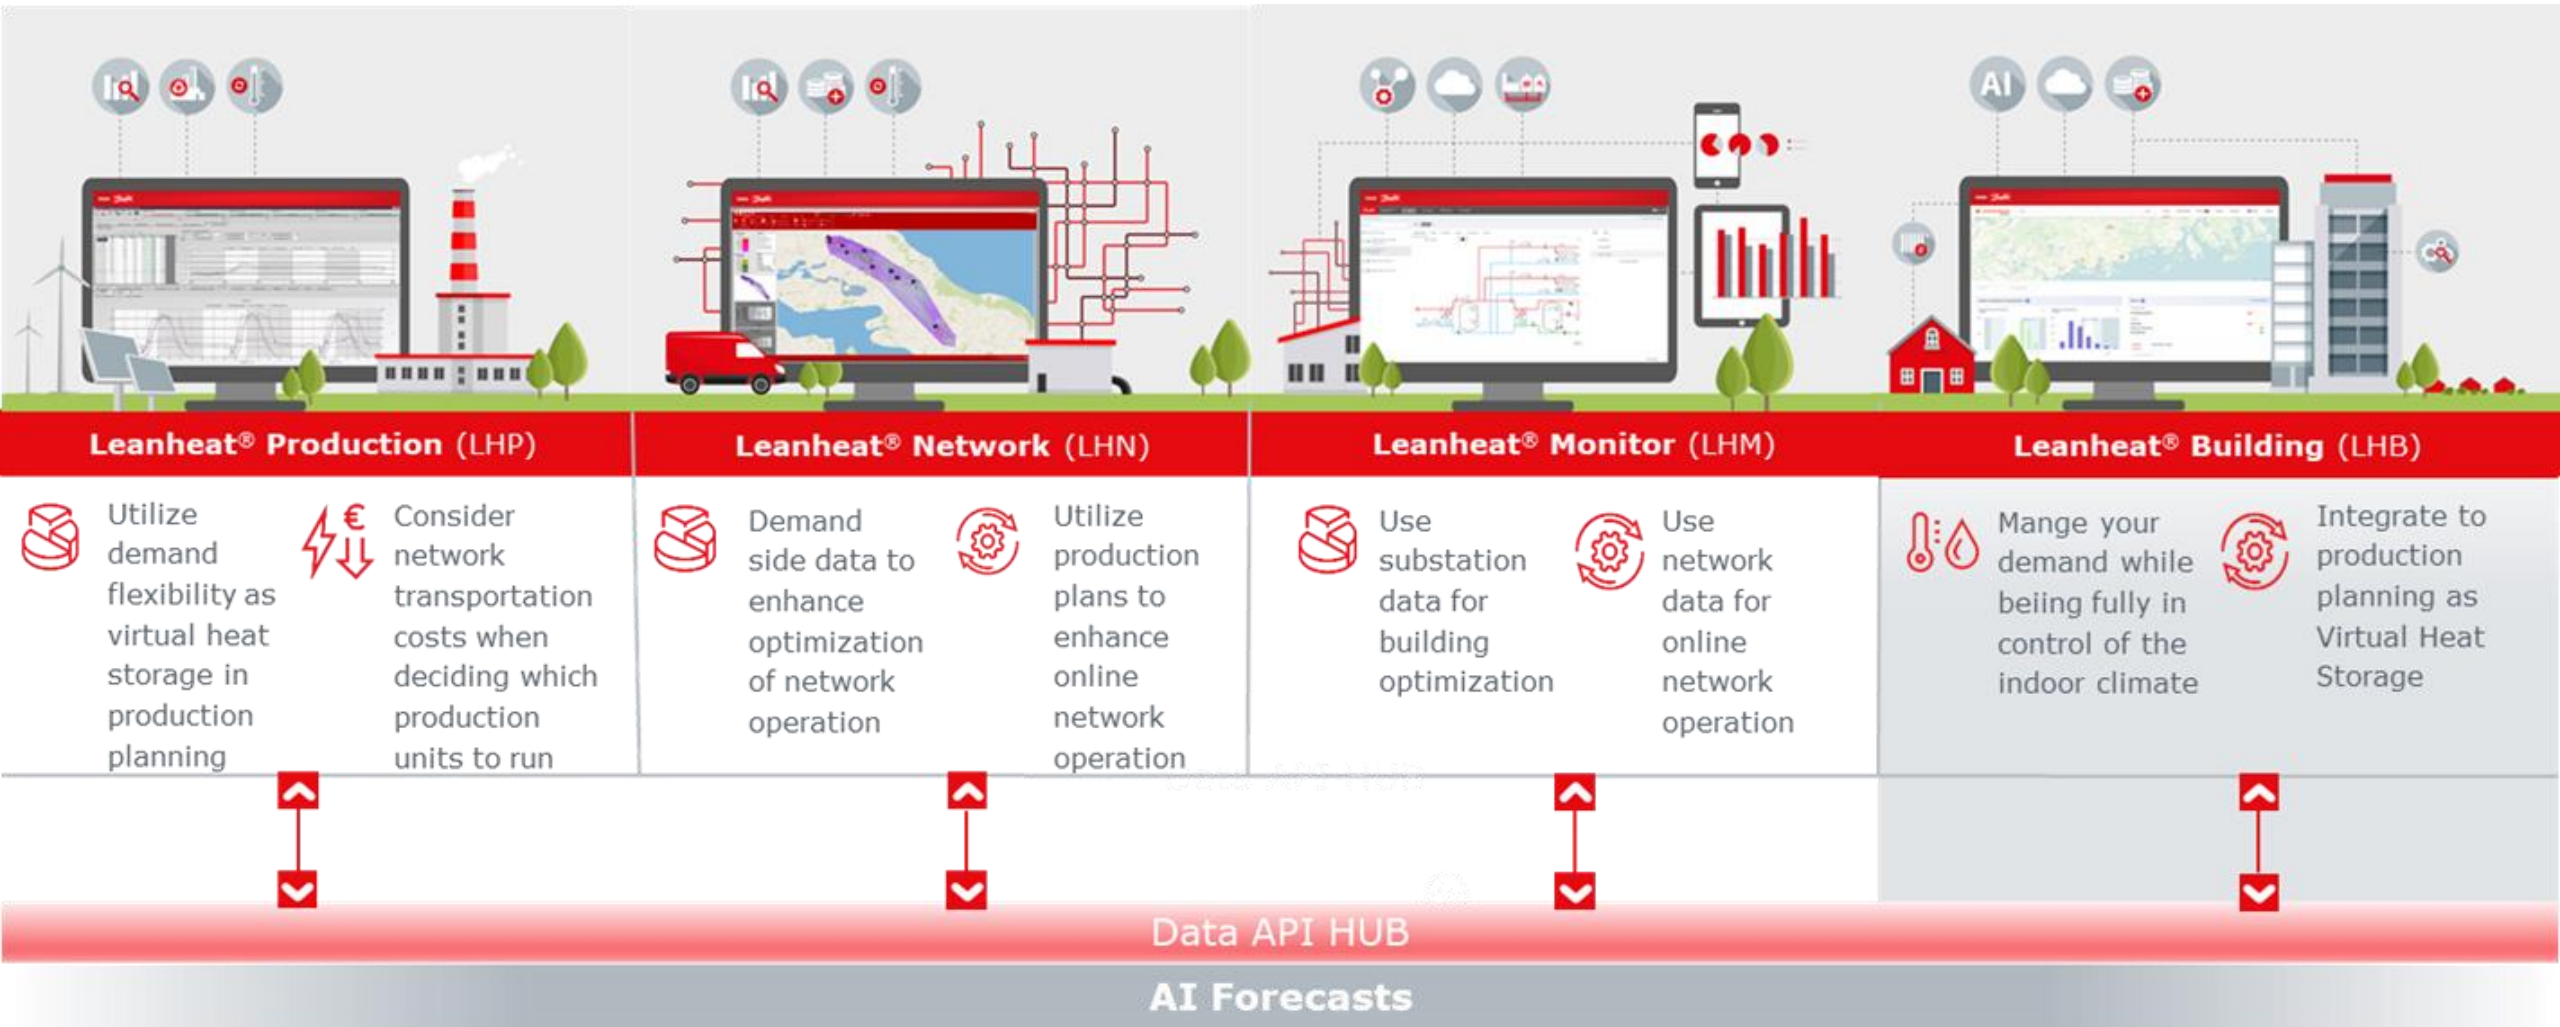 AI
Leanheat® Production (LHP)
Leanheat® Network (LHN)
Leanheat® Monitor (LHM)
Leanheat® Building (LHB)
Utilize
demand
flexibility as
virtual heat
storage in
production
planning
€
Consider
network
transportation
costs when
deciding which
production
units to run
Demand
side data to
enhance
optimization
of network
operation
Utilize
production
plans to
enhance
online
network
operation
Use
substation
data for
building
optimization
Use
network
data for
online
network
operation
Mange your
demand while
beiing fully in
control of the
indoor climate
Integrate to
production
planning as
Virtual Heat
Storage
Data API HUB
AI Forecasts